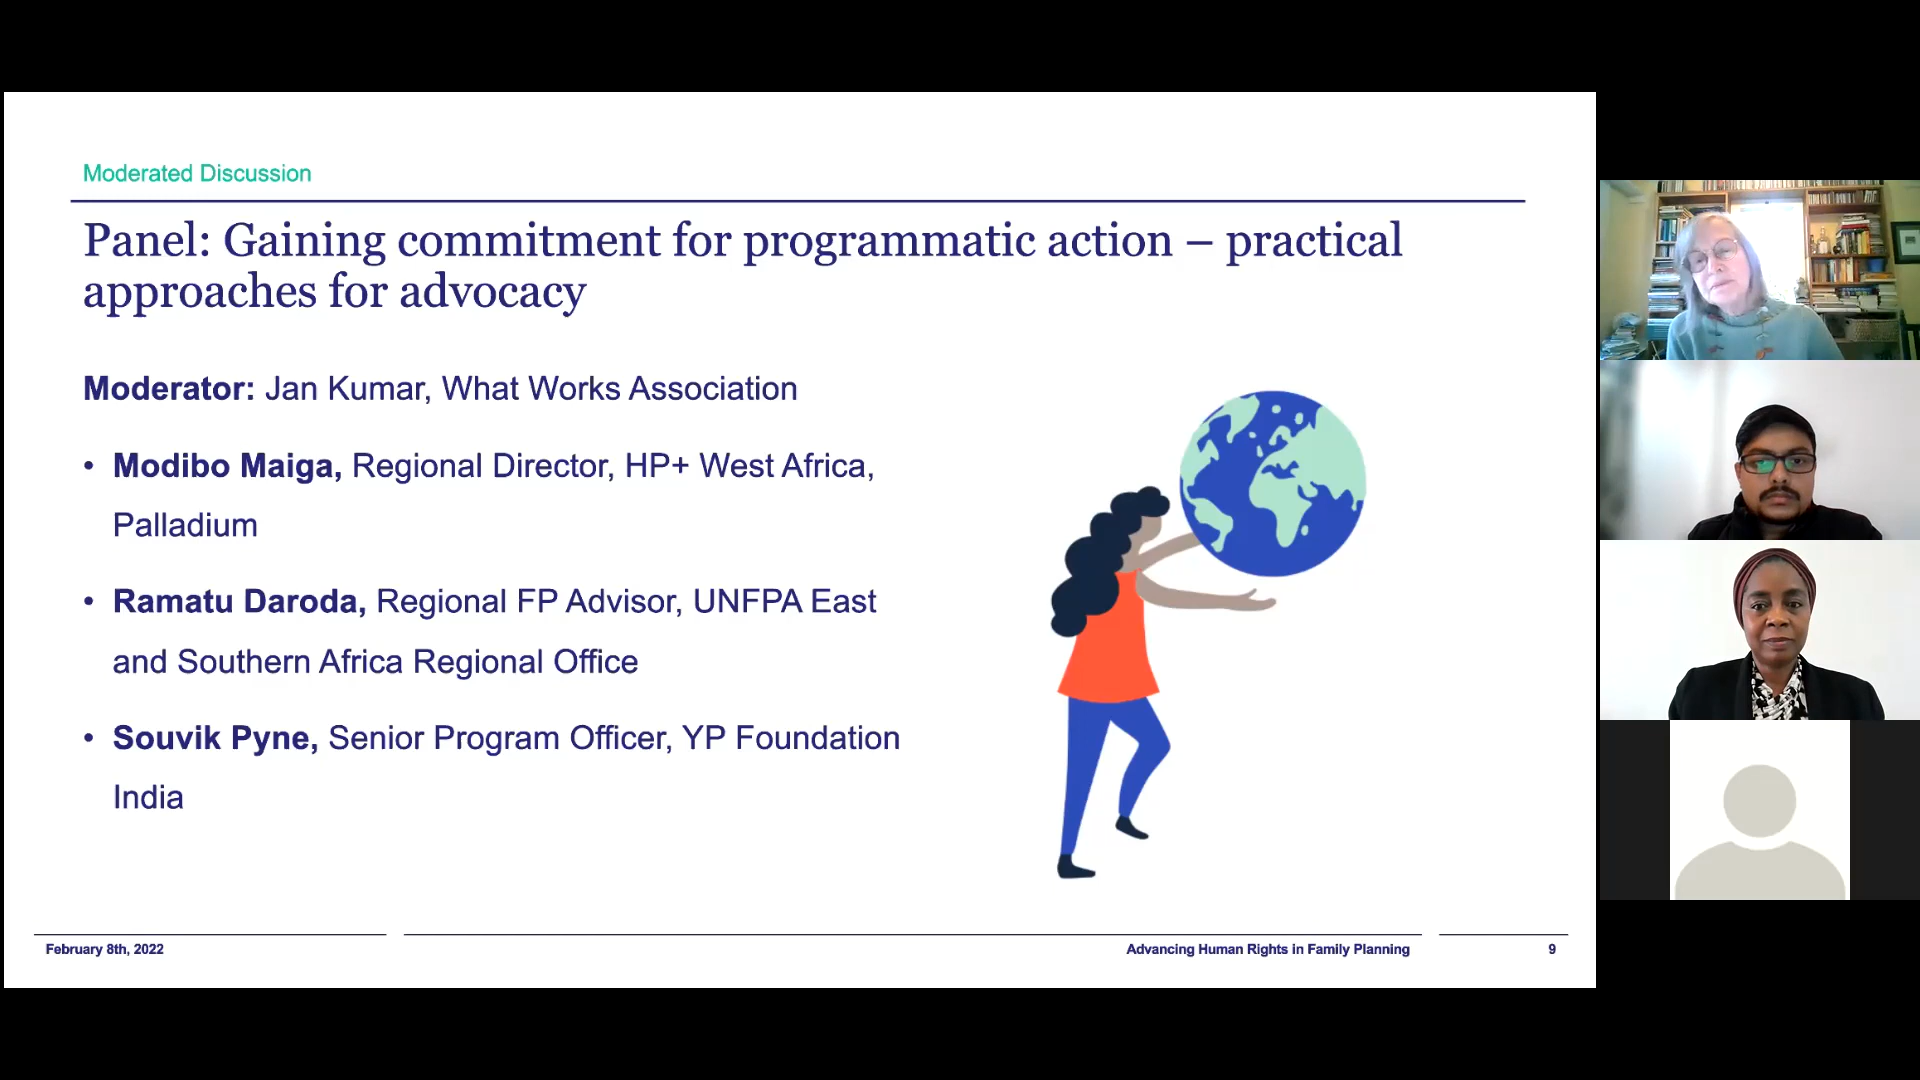 Moderated Discussion
Panel: Gaining commitment for programmatic action – practical
approaches for advocacy
Moderator: Jan Kumar, What Works Association
• Modibo Maiga, Regional Director, HP+ West Africa,
Palladium
• Ramatu Daroda, Regional FP Advisor, UNFPA East
and Southern Africa Regional Office
• Souvik Pyne, Senior Program Officer, YP Foundation
India
February 8th, 2022
Advancing Human Rights in Family Planning
9